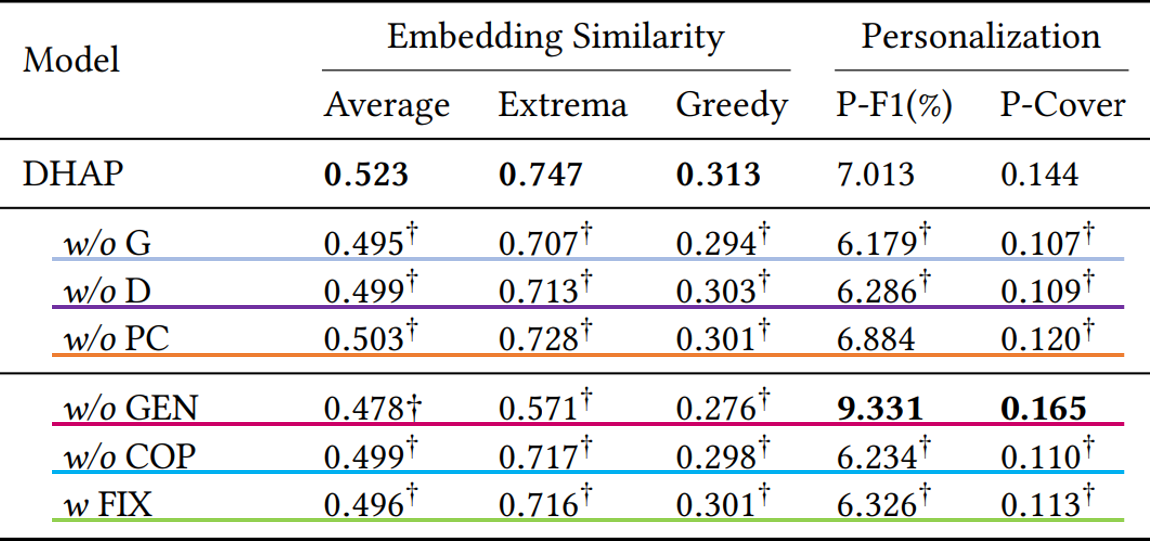 Model Embedding Similarity Personalization
Average Extrema Greedy P-F1(%) P-Cover
DHAP 0.523 0.747 0.313 7.013 0.144
w/o G 0.495† 0.707† 0.294† 6.179† 0.107†
w/o D 0.499† 0.713† 0.303† 6.286† 0.109†
w/o PC 0.503† 0.728† 0.301† 6.884 0.120†
w/o GEN 0.478† 0.571† 0.276† 9.331 0.165
w/o COP 0.499† 0.717† 0.298† 6.234† 0.110†
w FIX 0.496† 0.716† 0.301† 6.326† 0.113†